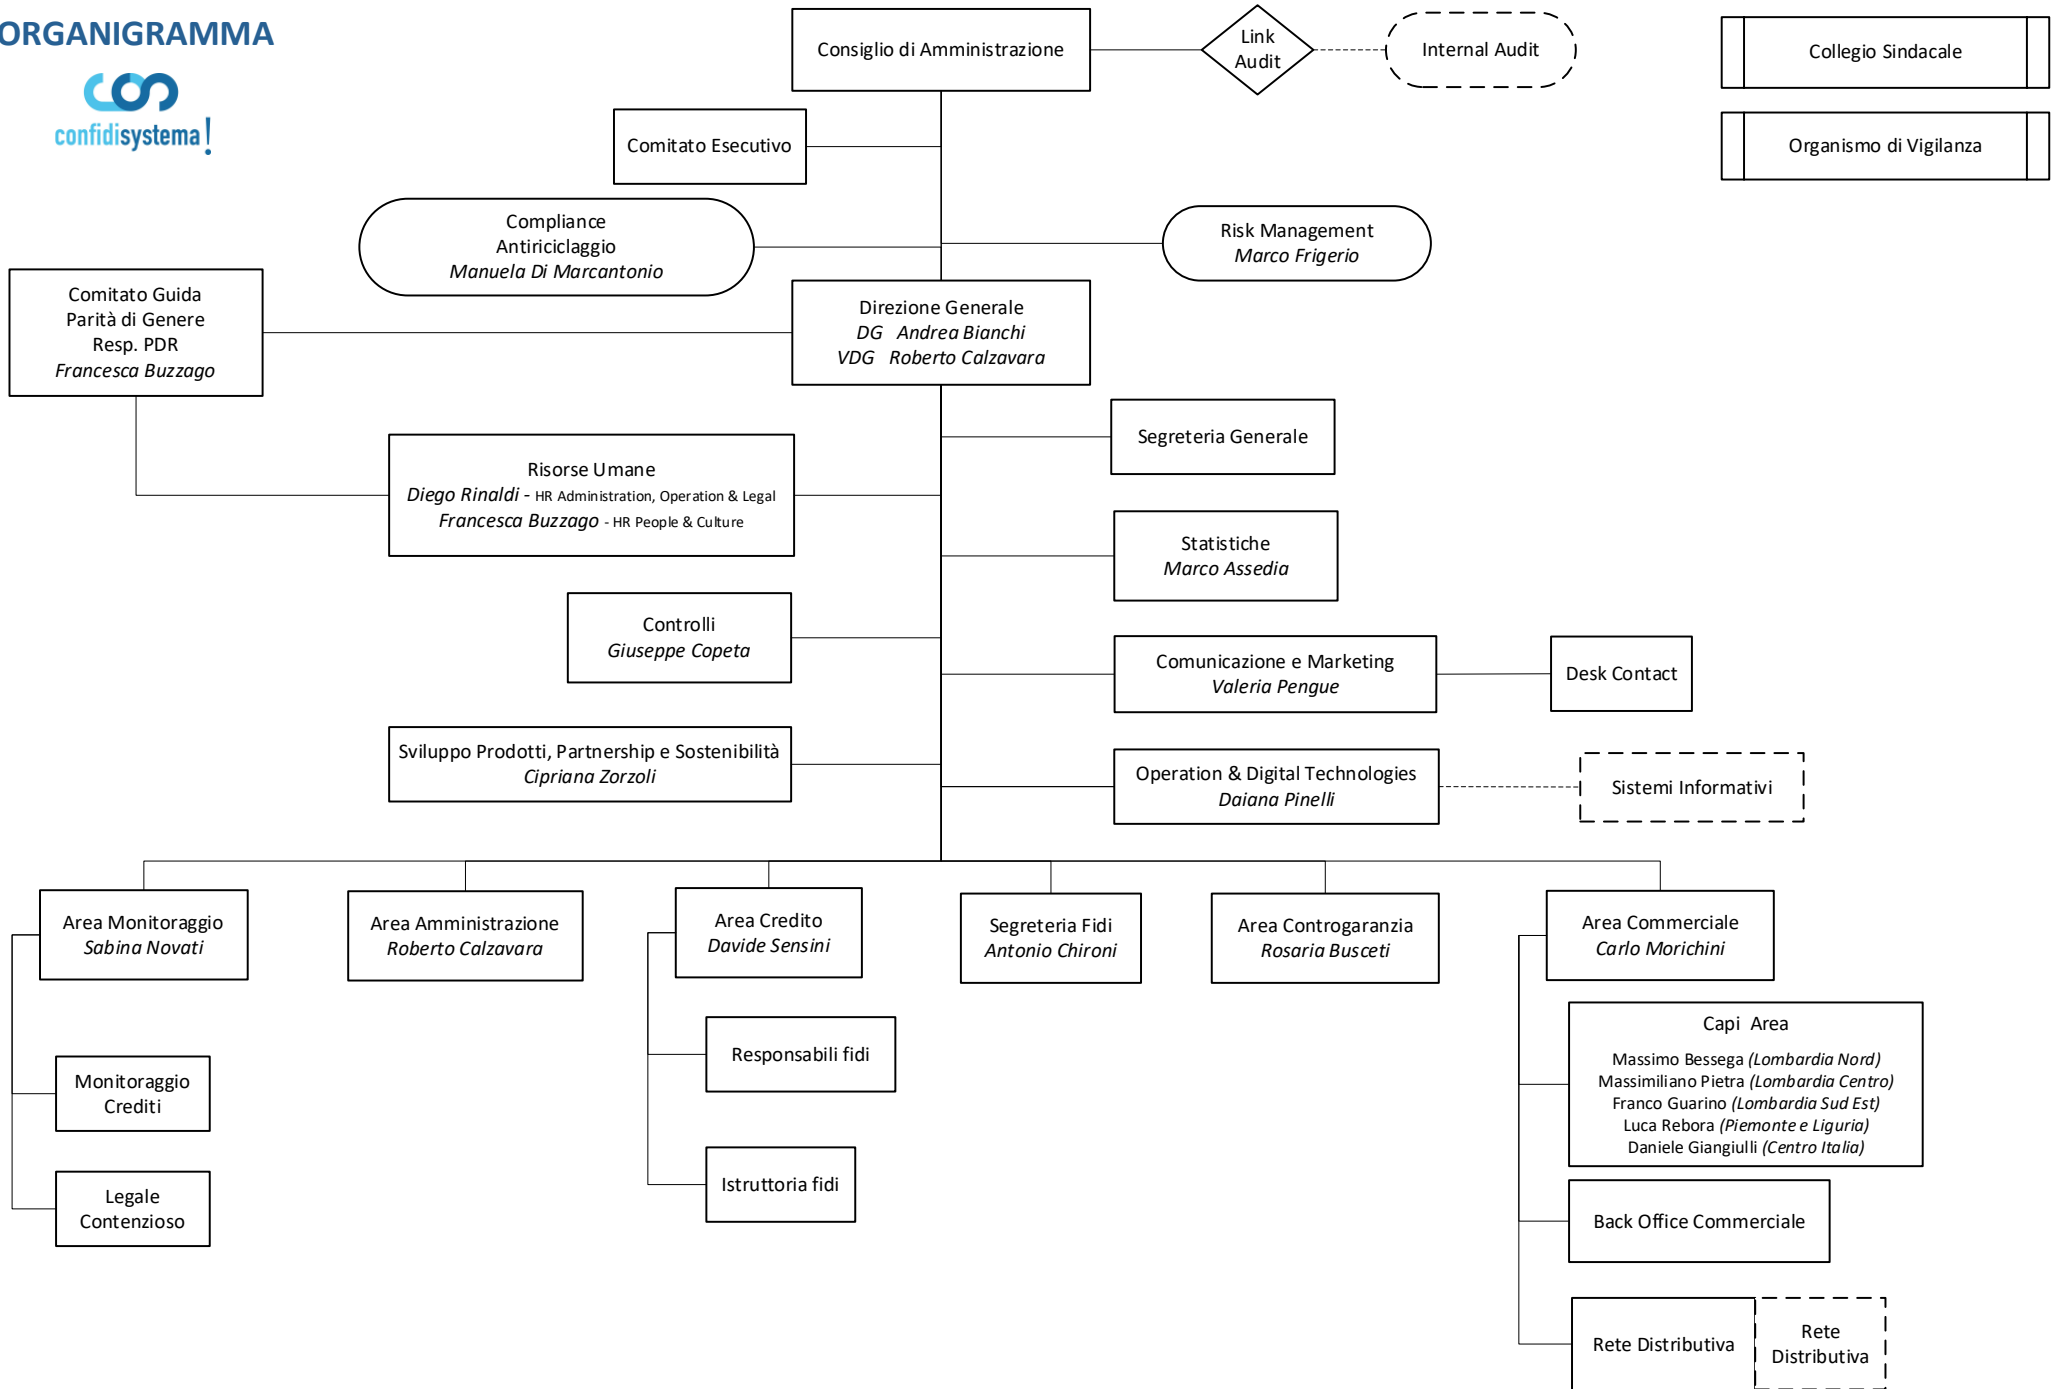 ORGANIGRAMMA
confidisystema!
Consiglio di Amministrazione
Link
Audit
Internal Audit
Collegio Sindacale
Organismo di Vigilanza
Comitato Esecutivo
Compliance
Antiriciclaggio
Manuela Di Marcantonio
Risk Management
Marco Frigerio
Comitato Guida
Parità di Genere
Resp. PDR
Francesca Buzzago
Direzione Generale
DG Andrea Bianchi
VDG Roberto Calzavara
Segreteria Generale
Risorse Umane
Diego Rinaldi - HR Administration, Operation & Legal
Francesca Buzzago - HR People & Culture
Statistiche
Marco Assedia
Controlli
Giuseppe Copeta
Comunicazione e Marketing
Valeria Pengue
Desk Contact
Sviluppo Prodotti, Partnership e Sostenibilità
Cipriana Zorzoli
Operation & Digital Technologies
Daiana Pinelli
Sistemi Informativi
Area Monitoraggio
Sabina Novati
Area Amministrazione
Roberto Calzavara
Area Credito
Davide Sensini
Segreteria Fidi
Antonio Chironi
Area Controgaranzia
Rosaria Busceti
Area Commerciale
Carlo Morichini
Monitoraggio
Crediti
Legale
Contenzioso
Responsabili fidi
Istruttoria fidi
Capi Area
Massimo Bessega (Lombardia Nord)
Massimiliano Pietra (Lombardia Centro)
Franco Guarino (Lombardia Sud Est)
Luca Rebora (Piemonte e Liguria)
Daniele Giangiulli (Centro Italia)
Back Office Commerciale
Rete Distributiva
Rete
Distributiva